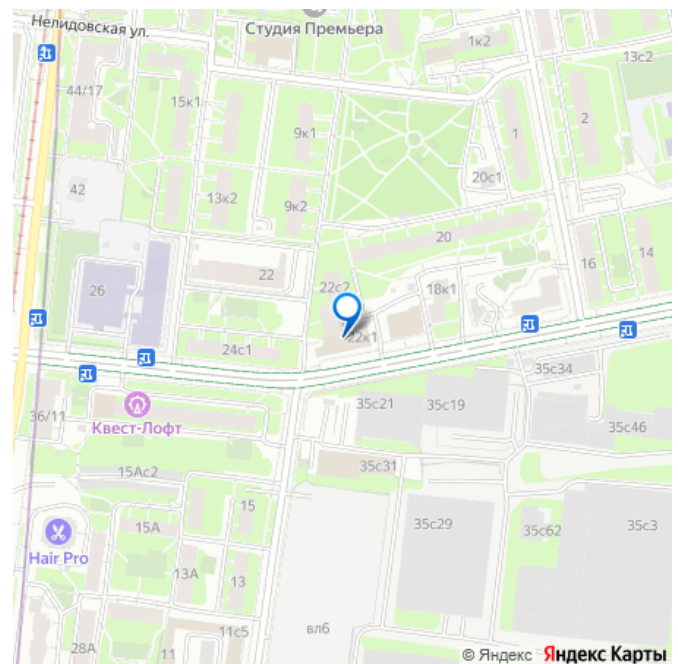 Нелидовская ул.
Студия Премьера
1к2
13с2
44/17
15к1
9к1
1
2
20с1
42
13к2
9к2
20
14
16
22
26
22с2
18к1
22к1
24с1
35с34
36/11
Квест-Лофт
35с21
35с19
35с46
15Ас2
35с31
15
15А
35с29
35с62
35с3
Hair Pro
13А
13
11с5
вл6
28А
11
© Яндекс Яндекс Карты